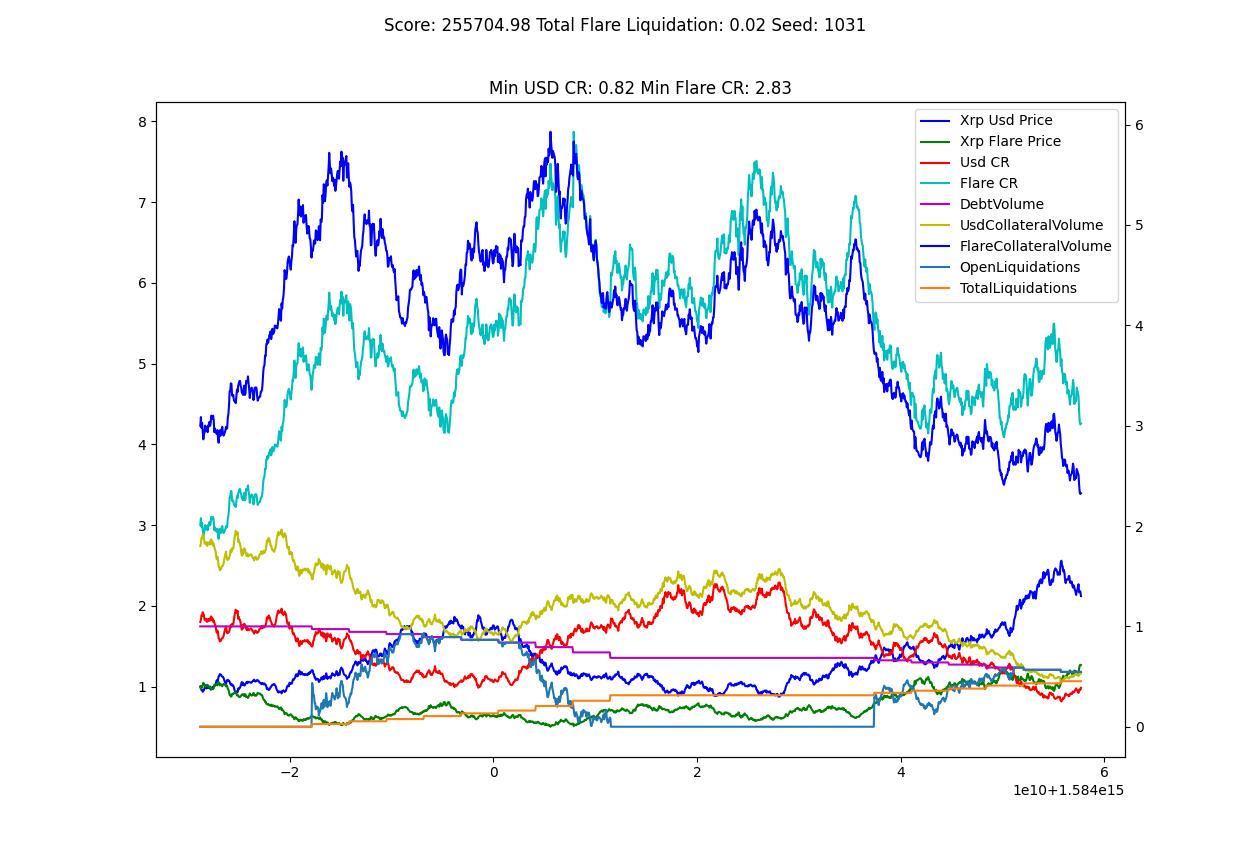 Score: 255704.98 Total Flare Liquidation: 0.02 Seed: 1031
Min USD CR: 0.82 Min Flare CR: 2.83
Xrp Usd Price
Xrp Flare Price
Usd CR
Flare CR
DebtVolume
UsdCollateralVolume
FlareCollateralVolume
OpenLiquidations
TotalLiquidations
8
7
6
5
4
3
2
1
6
5
4
3
2
1
0
−2
0
2
4
6
1e10+1.584e15